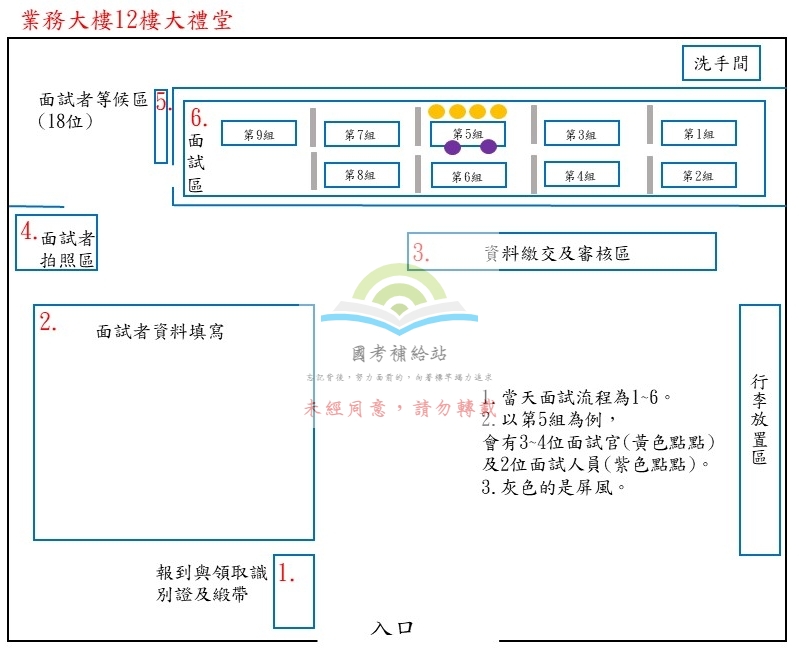 業務大樓12樓大禮堂
洗手間
面試者等候區
(18位)
5.
6.
面
試
區
第9組
第7組
第5組
第3組
第1組
第8組
第6組
第4組
第2組
4.
面試者
拍照區
3.
資料繳交及審核區
2.
面試者資料填寫
國考補給站
忘記背後,努力面前的,向著標竿竭力追求
未經同意,請勿轉載
1.當天面試流程為1~6。
2.以第5組為例,
會有3~4位面試官(黃色點點)
及2位面試人員(紫色點點)。
3.灰色的是屏風。
行李放置區
報到與領取識
別證及緞帶
1.
入口